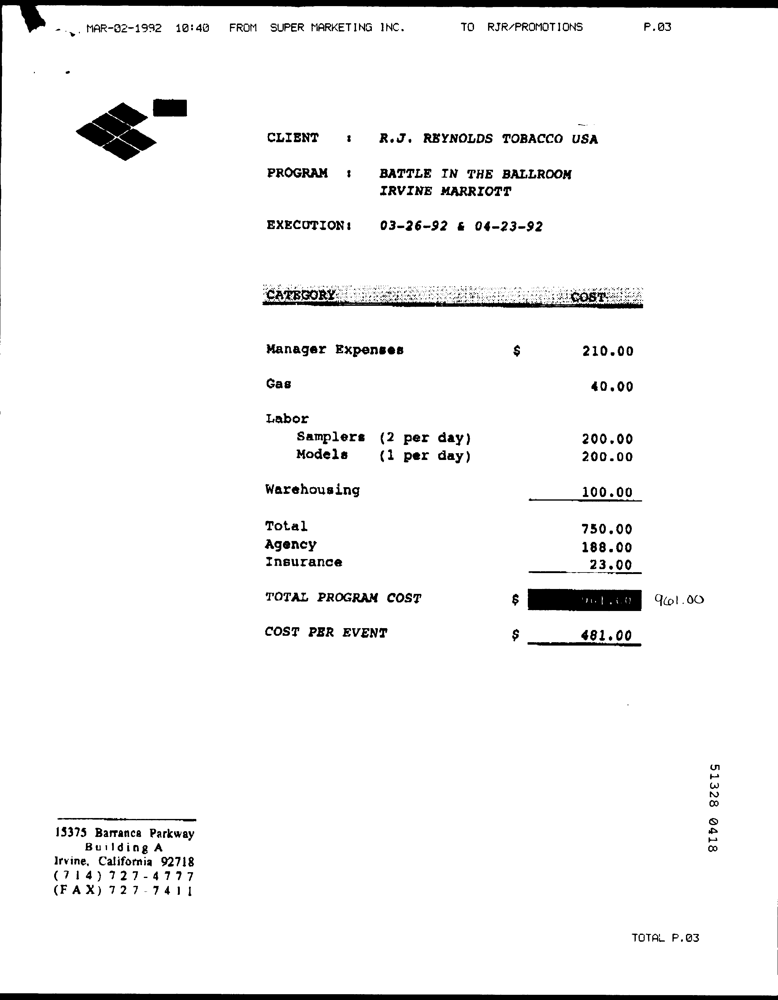 MAR-02-1992 10:40 FROM SUPER MARKETING INC. TO RJR/PROMOTIONS P.03
CLIENT : R.J. REYNOLDS TOBACCO USA
PROGRAM : BATTLE IN THE BALLROOM
IRVINE MARRIOTT
EXECUTION: 03-26-92 & 04-23-92
CATEGORY COST
Manager Expenses $ 210.00
Gas 40.00
Labor
Samplers (2 per day) 200.00
Models (1 per day) 200.00
Warehousing 100.00
Total 750.00
Agency 188.00
Insurance 23.00
TOTAL PROGRAM COST $ 961.00 961.00
COST PER EVENT $ 481.00
51328 0418
15375 Barranca Parkway
Building A
Irvine, California 92718
(714) 727-4777
(FAX) 727-7411
TOTAL P.03